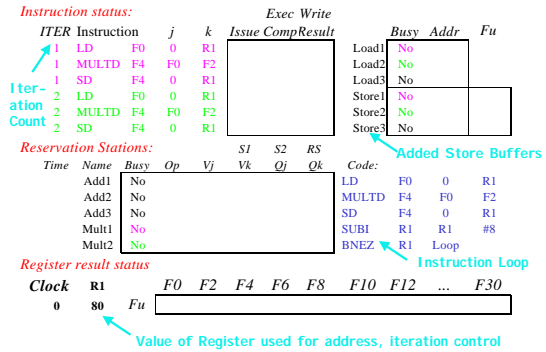 Instruction status: Exec Write
ITER Instruction j k Issue Comp Result Busy Addr Fu
1 LD F0 0 R1 Load1 No
1 MULTD F4 F0 F2 Load2 No
1 SD F4 0 R1 Load3 No
2 LD F0 0 R1 Store1 No
2 MULTD F4 F0 F2 Store2 No
2 SD F4 0 R1 Store3 No
Iter-
ation
Count
Added Store Buffers
Reservation Stations: S1 S2 RS
Time Name Busy Op Vj Vk Qj Qk Code:
Add1 No LD F0 0 R1
Add2 No MULTD F4 F0 F2
Add3 No SD F4 0 R1
Mult1 No SUBI R1 R1 #8
Mult2 No BNEZ R1 Loop
Instruction Loop
Register result status
Clock R1 F0 F2 F4 F6 F8 F10 F12 ... F30
0 80 Fu
Value of Register used for address, iteration control